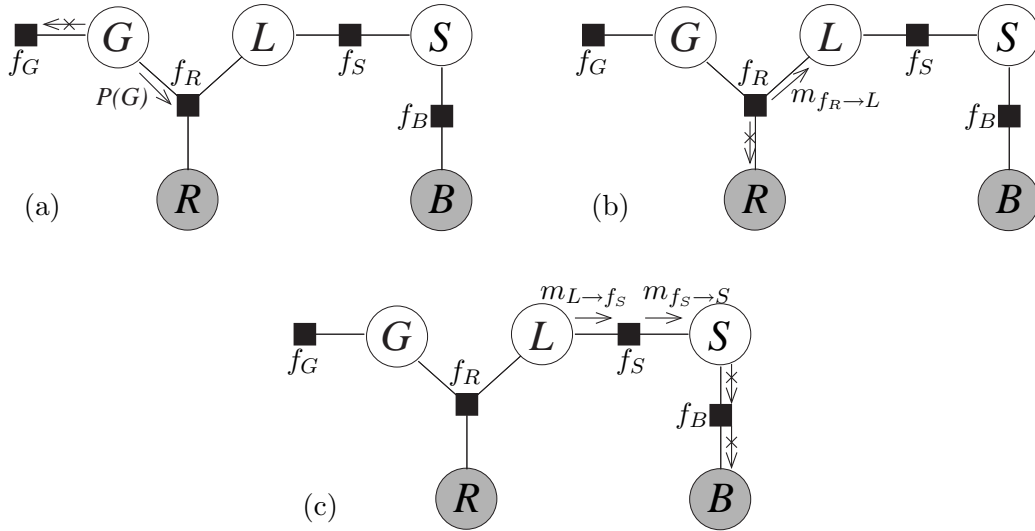 G L S G L S
f_G f_R f_S f_G f_R f_S
P(G) m_{f_R→L}
f_B f_B
(a) R B (b) R B
m_{L→f_S} m_{f_S→S}
G L S
f_G f_R f_S
f_B
(c) R B